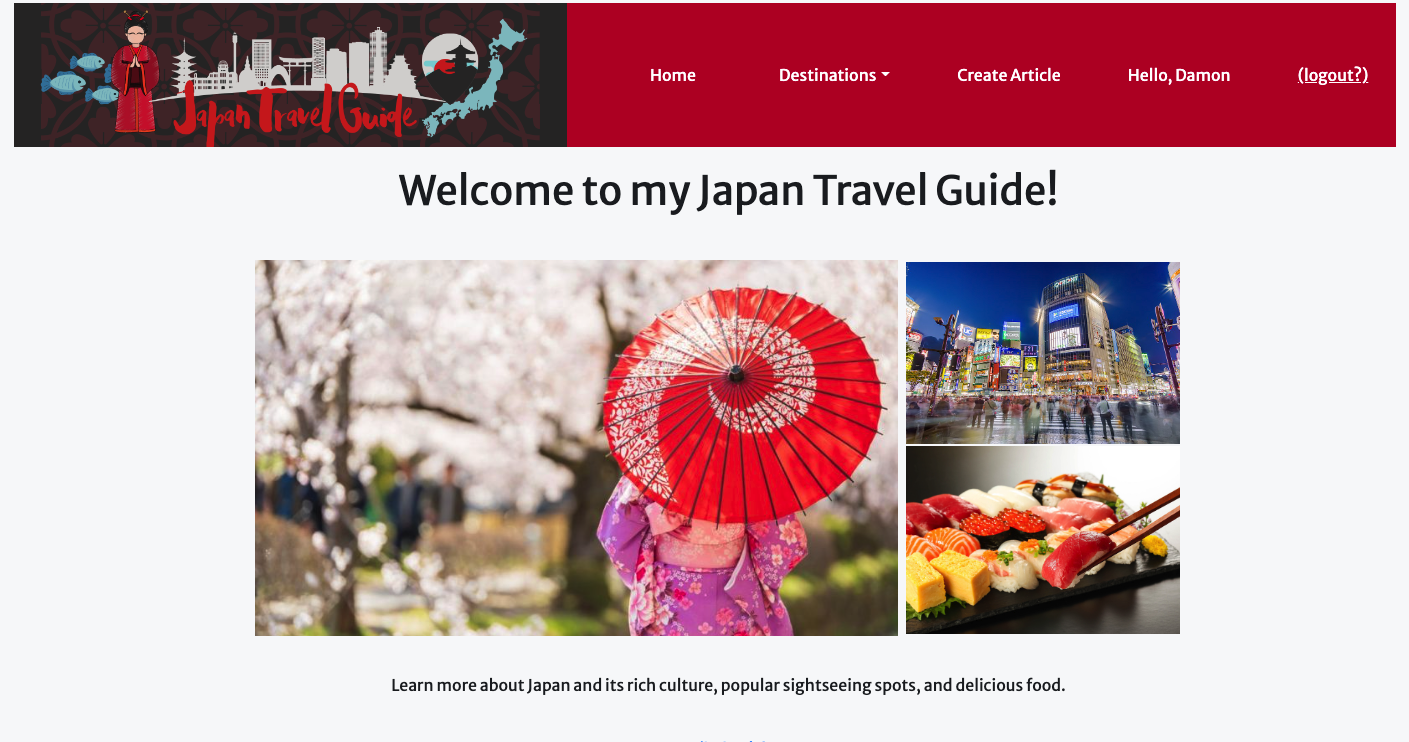 Japan Travel Guide
Home
Destinations
Create Article
Hello, Damon
(logout?)
Welcome to my Japan Travel Guide!
Learn more about Japan and its rich culture, popular sightseeing spots, and delicious food.